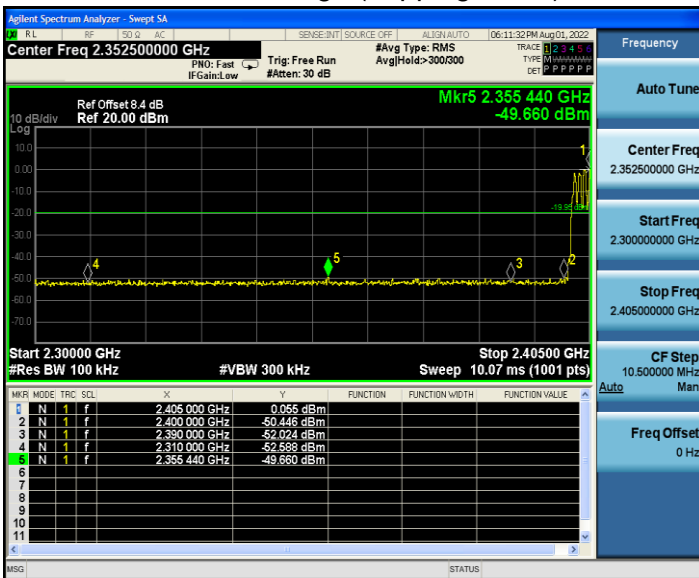 Agilent Spectrum Analyzer - Swept SA
RL RF 50 Ω AC SENSE:INT SOURCE OFF ALIGN AUTO 06:11:32 PM Aug 01, 2022
Center Freq 2.352500000 GHz
PNO: Fast
IFGain:Low
Trig: Free Run
#Atten: 30 dB
#Avg Type: RMS
Avg|Hold:>300/300
TRACE 1 2 3 4 5 6
TYPE M
DET P P P P P P
Ref Offset 8.4 dB
10 dB/div Ref 20.00 dBm
Log
Mkr5 2.355 440 GHz
-49.660 dBm
10.0
0.00
-10.0
-20.0
-30.0
-40.0
-50.0
-60.0
-70.0
1
4
5
3
2
Start 2.30000 GHz Stop 2.40500 GHz
#Res BW 100 kHz #VBW 300 kHz Sweep 10.07 ms (1001 pts)
MKR MODE TRC SCL X Y FUNCTION FUNCTION WIDTH FUNCTION VALUE
1 N 1 f 2.405 000 GHz 0.055 dBm
2 N 1 f 2.400 000 GHz -50.446 dBm
3 N 1 f 2.390 000 GHz -52.024 dBm
4 N 1 f 2.310 000 GHz -52.588 dBm
5 N 1 f 2.355 440 GHz -49.660 dBm
6
7
8
9
10
11
MSG STATUS
Frequency
Auto Tune
Center Freq
2.352500000 GHz
Start Freq
2.300000000 GHz
Stop Freq
2.405000000 GHz
CF Step
10.500000 MHz
Auto Man
Freq Offset
0 Hz